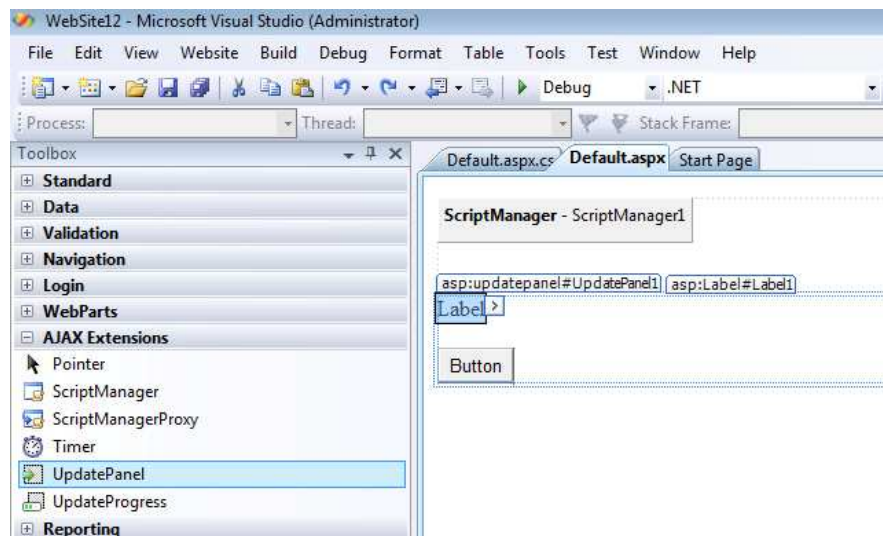 WebSite12 - Microsoft Visual Studio (Administrator)
File Edit View Website Build Debug Format Table Tools Test Window Help
Debug .NET
Process: Thread: Stack Frame:
Toolbox
Default.aspx.cs Default.aspx Start Page
Standard
Data
Validation
Navigation
Login
WebParts
AJAX Extensions
Pointer
ScriptManager
ScriptManagerProxy
Timer
UpdatePanel
UpdateProgress
Reporting
ScriptManager - ScriptManager1
asp:updatepanel#UpdatePanel1 asp:Label#Label1
Label
Button